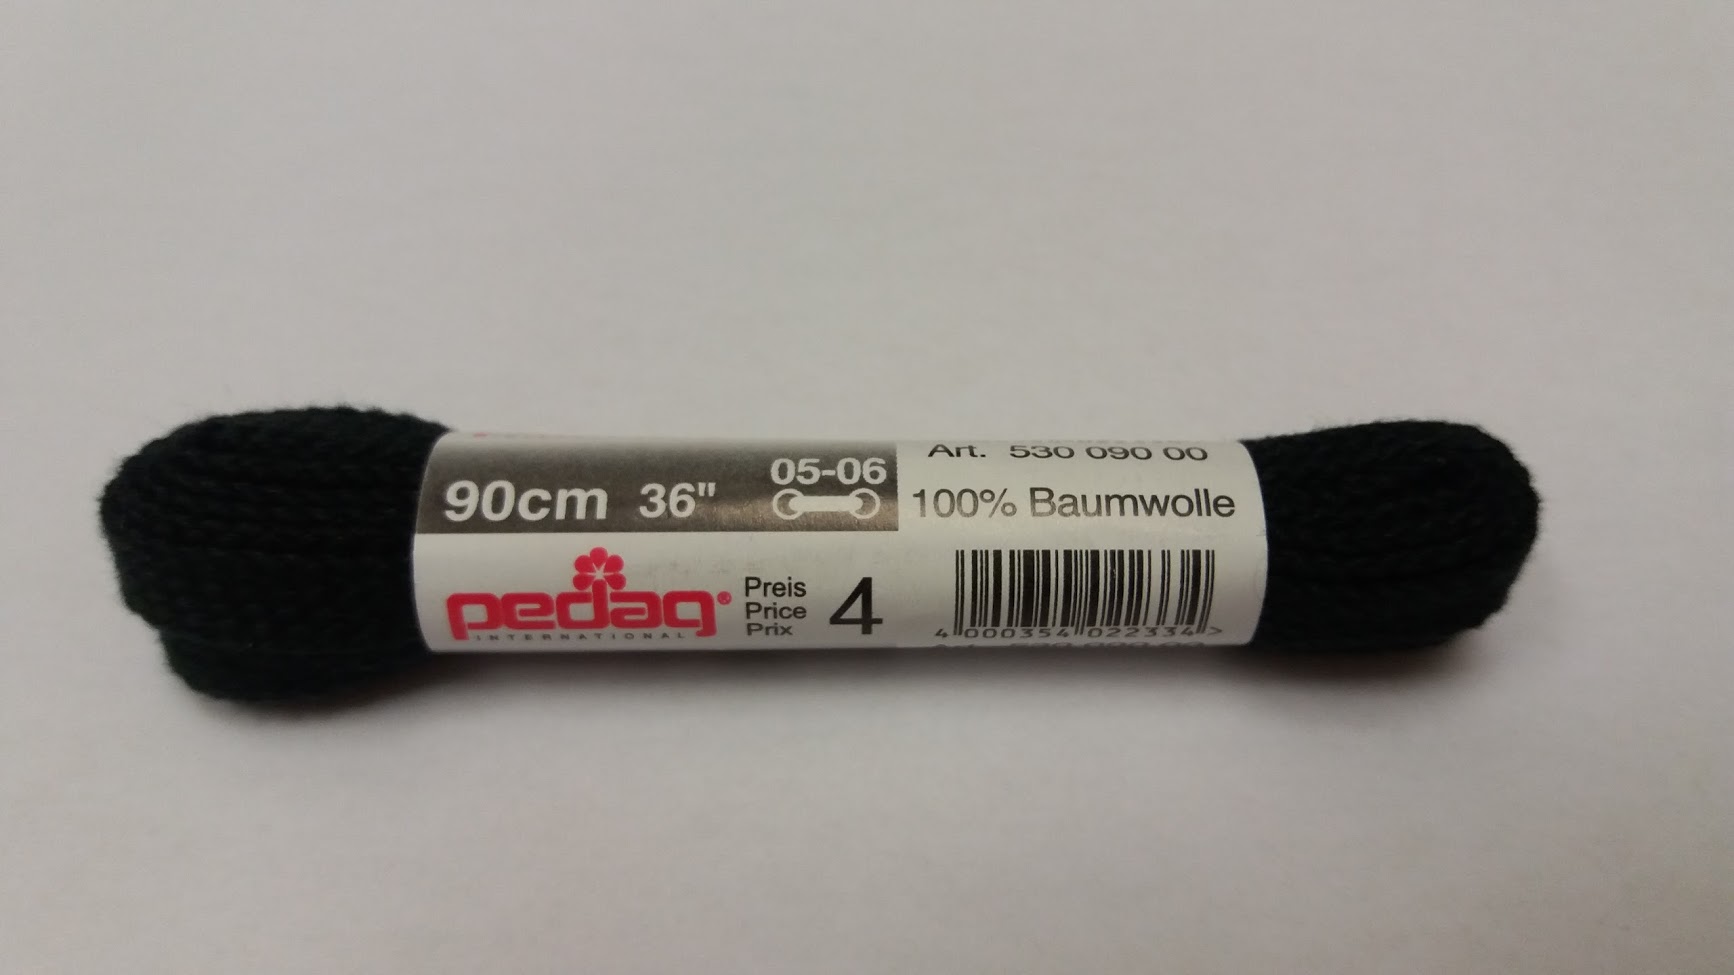 90cm 36" 05-06
pedag®
INTERNATIONAL
Preis
Price
Prix
4
Art. 530 090 00
100% Baumwolle
4 000354 022334 >